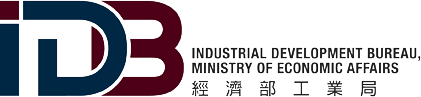 IDB
INDUSTRIAL DEVELOPMENT BUREAU,
MINISTRY OF ECONOMIC AFFAIRS
經濟部工業局